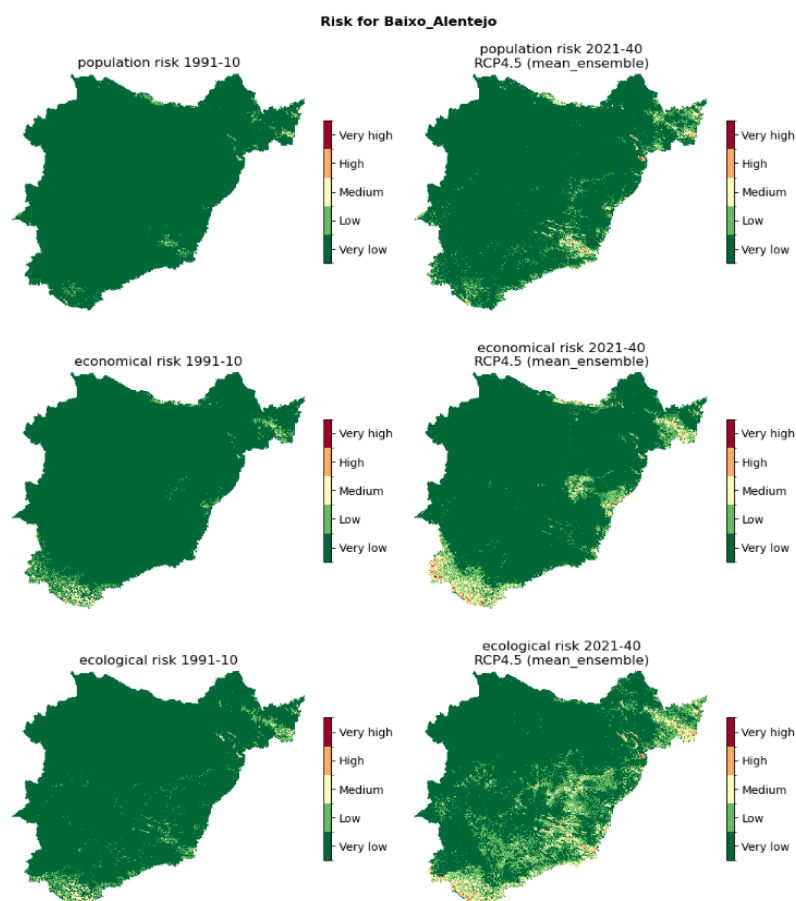 Risk for Baixo_Alentejo
population risk 1991-10
Very high
High
Medium
Low
Very low
population risk 2021-40
RCP4.5 (mean_ensemble)
Very high
High
Medium
Low
Very low
economical risk 1991-10
Very high
High
Medium
Low
Very low
economical risk 2021-40
RCP4.5 (mean_ensemble)
Very high
High
Medium
Low
Very low
ecological risk 1991-10
Very high
High
Medium
Low
Very low
ecological risk 2021-40
RCP4.5 (mean_ensemble)
Very high
High
Medium
Low
Very low